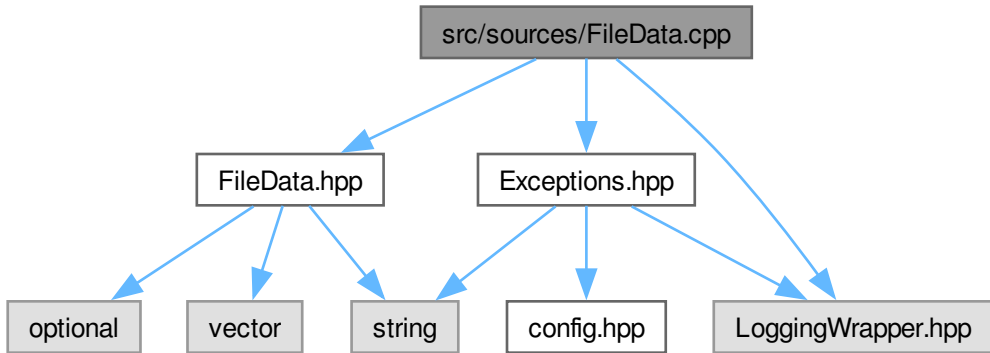 src/sources/FileData.cpp
FileData.hpp
Exceptions.hpp
optional
vector
string
config.hpp
LoggingWrapper.hpp